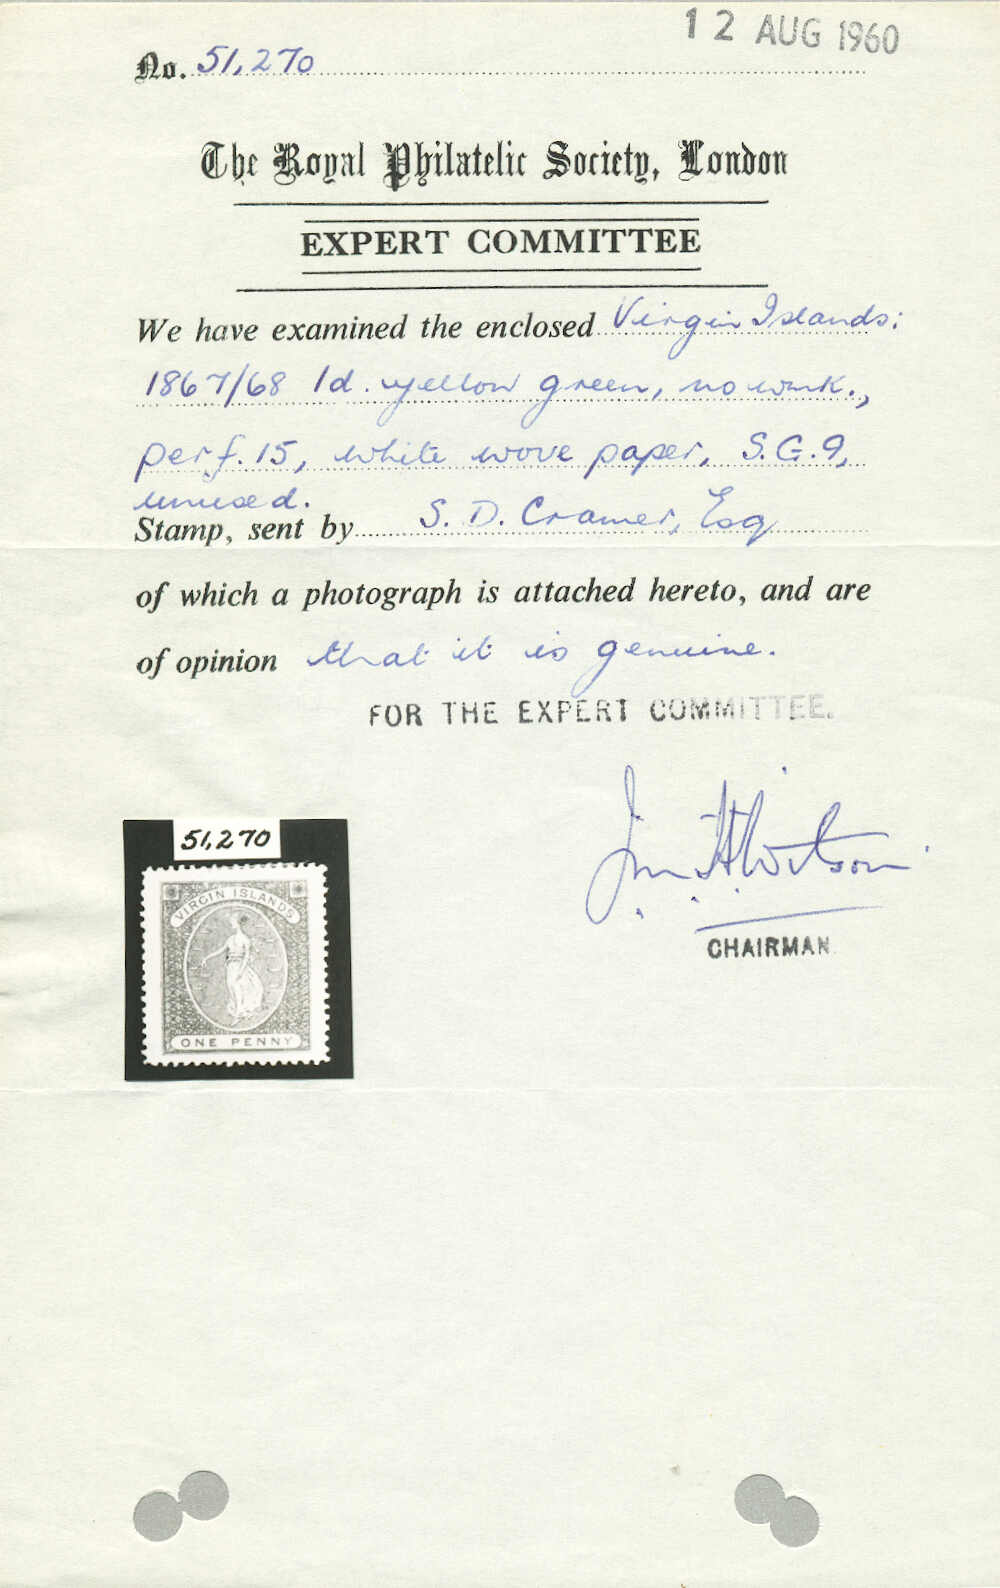 12 AUG 1960
No. 51,270
The Royal Philatelic Society, London
EXPERT COMMITTEE
We have examined the enclosed Virgin Islands:
1867/68 1d. yellow green, no wmk.,
perf. 15, white wove paper, S.G.9,
unused.
Stamp, sent by S. D. Cramer, Esq
of which a photograph is attached hereto, and are
of opinion that it is genuine.
FOR THE EXPERT COMMITTEE.
Jn. H. Wilson
CHAIRMAN
51,270
VIRGIN ISLANDS
ONE PENNY